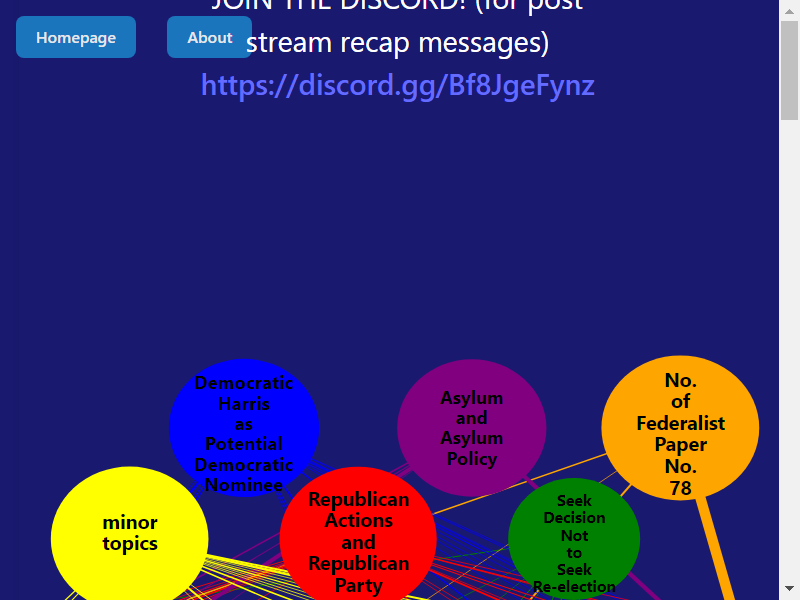 JOIN THE DISCORD! (for post
Homepage
About
stream recap messages)
https://discord.gg/Bf8JgeFynz
Democratic
Harris
as
Potential
Democratic
Nominee
Asylum
and
Asylum
Policy
No.
of
Federalist
Paper
No.
78
minor
topics
Republican
Actions
and
Republican
Party
Seek
Decision
Not
to
Seek
Re-election